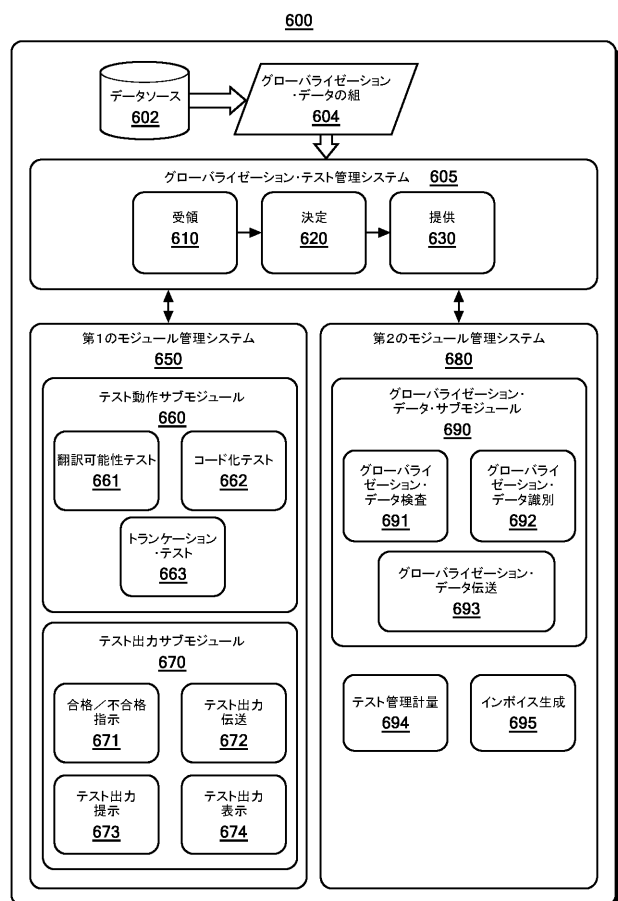 600
データソース
602
グローバライゼーション
・データの組
604
グローバライゼーション・テスト管理システム 605
受領
610
決定
620
提供
630
第1のモジュール管理システム
650
テスト動作サブモジュール
660
翻訳可能性テスト
661
コード化テスト
662
トランケーション
・テスト
663
テスト出力サブモジュール
670
合格/不合格
指示
671
テスト出力
伝送
672
テスト出力
提示
673
テスト出力
表示
674
第2のモジュール管理システム
680
グローバライゼーション・
データ・サブモジュール
690
グローバライ
ゼーション・
データ検査
691
グローバライ
ゼーション・
データ識別
692
グローバライゼーション・
データ伝送
693
テスト管理計量
694
インボイス生成
695